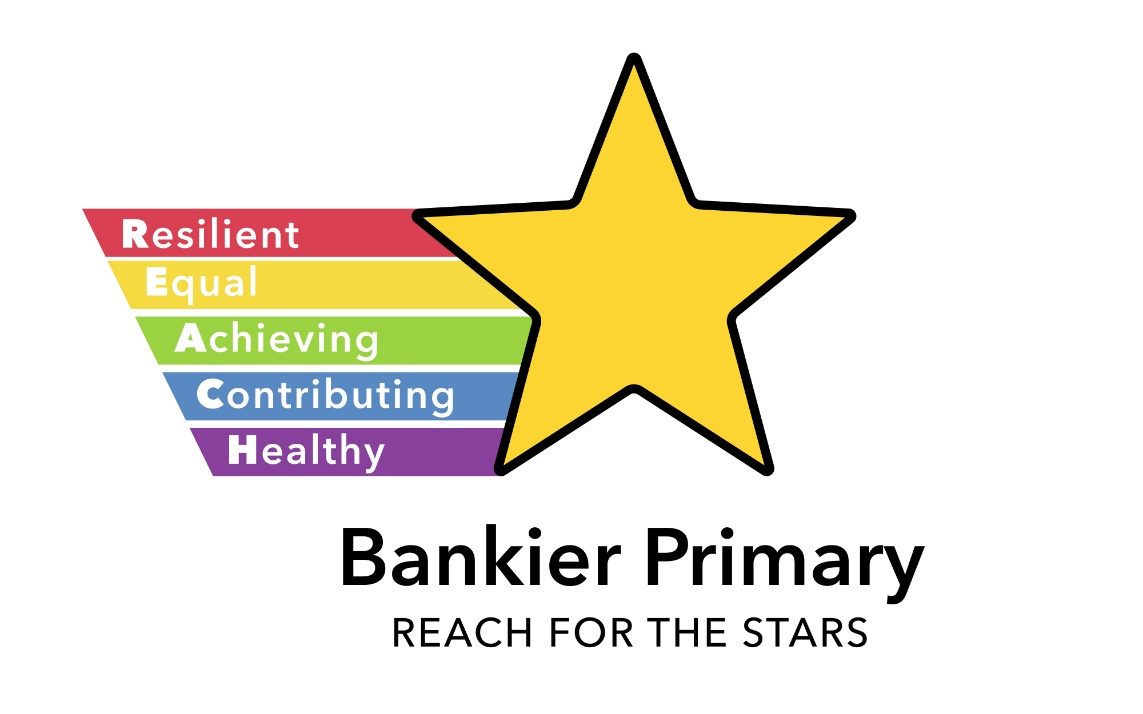 Resilient
Equal
Achieving
Contributing
Healthy
Bankier Primary
REACH FOR THE STARS